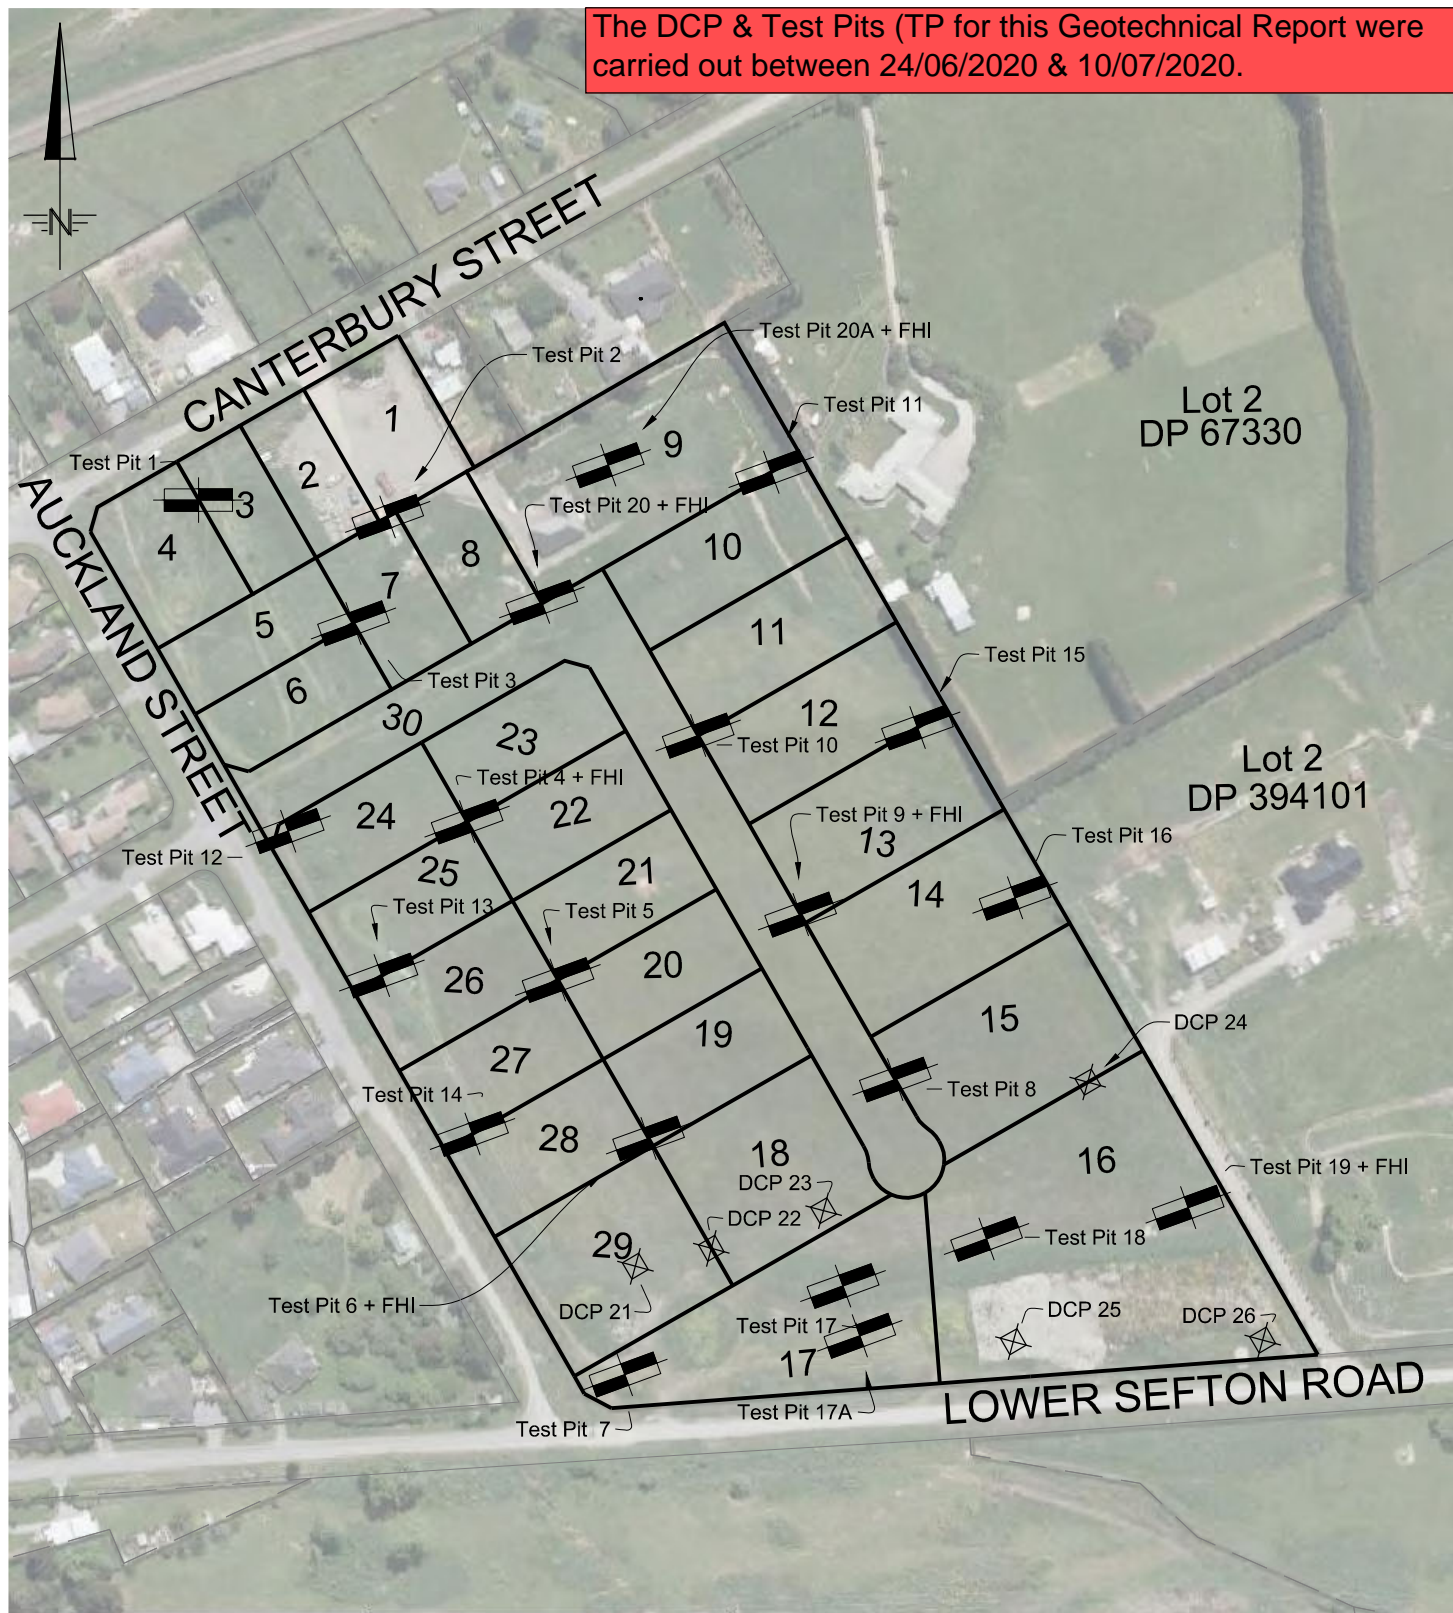 The DCP & Test Pits (TP for this Geotechnical Report were
carried out between 24/06/2020 & 10/07/2020.
N
CANTERBURY STREET
Test Pit 20A + FHI
Test Pit 2
Test Pit 11
Lot 2
DP 67330
1
9
Test Pit 1
2
3
Test Pit 20 + FHI
AUCKLAND STREET
4
8
10
7
5
11
Test Pit 15
Test Pit 3
6
30
23
12
Test Pit 10
Lot 2
DP 394101
Test Pit 4 + FHI
24
22
Test Pit 9 + FHI
13
Test Pit 16
Test Pit 12
25
21
14
Test Pit 13
Test Pit 5
26
20
15
DCP 24
19
27
Test Pit 14
Test Pit 8
28
18
16
Test Pit 19 + FHI
DCP 23
DCP 22
29
Test Pit 18
Test Pit 6 + FHI
DCP 21
DCP 25
DCP 26
Test Pit 17
17
LOWER SEFTON ROAD
Test Pit 17A
Test Pit 7